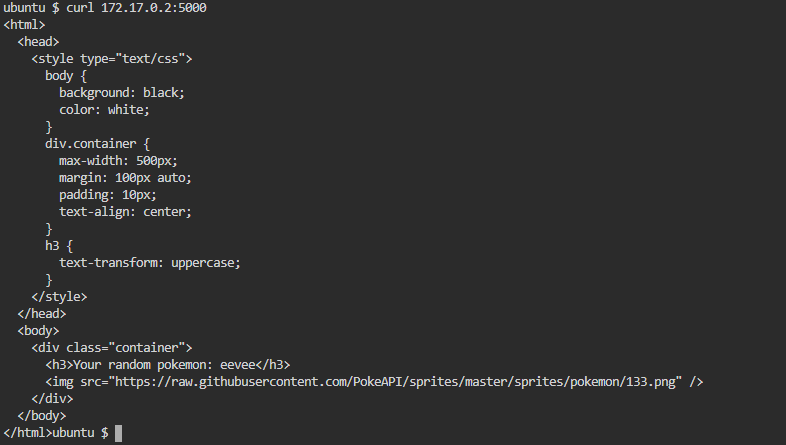 ubuntu $ curl 172.17.0.2:5000
<html>
  <head>
    <style type="text/css">
      body {
        background: black;
        color: white;
      }
      div.container {
        max-width: 500px;
        margin: 100px auto;
        padding: 10px;
        text-align: center;
      }
      h3 {
        text-transform: uppercase;
      }
    </style>
  </head>
  <body>
    <div class="container">
      <h3>Your random pokemon: eevee</h3>
      <img src="https://raw.githubusercontent.com/PokeAPI/sprites/master/sprites/pokemon/133.png" />
    </div>
  </body>
</html>ubuntu $